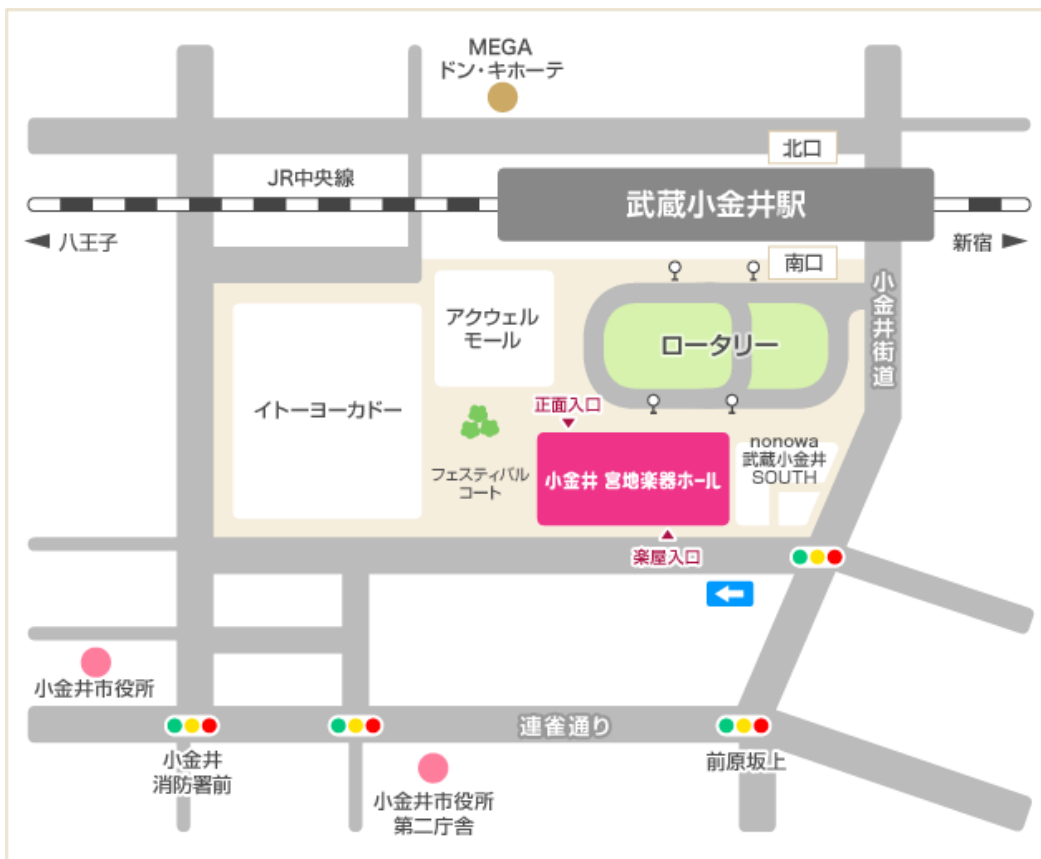 MEGA
ドン・キホーテ
北口
JR中央線
武蔵小金井駅
八王子
新宿
南口
小金井街道
アクウェル
モール
ロータリー
イトーヨーカドー
正面入口
フェスティバル
コート
小金井 宮地楽器ホール
nonowa
武蔵小金井
SOUTH
楽屋入口
小金井市役所
連雀通り
小金井
消防署前
前原坂上
小金井市役所
第二庁舎